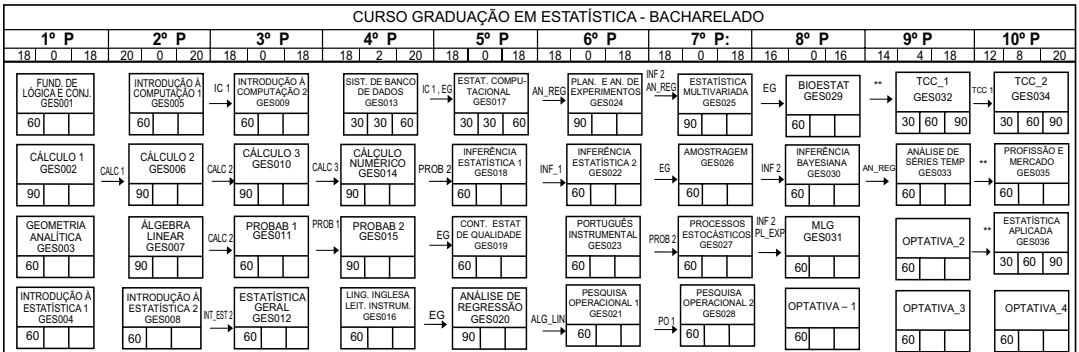 CURSO GRADUAÇÃO EM ESTATÍSTICA - BACHARELADO
1º P 2º P 3º P 4º P 5º P 6º P 7º P: 8º P 9º P 10º P
18 0 18 20 0 20 18 0 18 18 2 20 18 0 18 18 0 18 18 0 18 16 0 16 14 4 18 12 8 20
FUND. DE
LÓGICA E CONJ.
GES001
60
INTRODUÇÃO À
COMPUTAÇÃO 1
GES005
60
IC 1
INTRODUÇÃO À
COMPUTAÇÃO 2
GES009
60
SIST. DE BANCO
DE DADOS
GES013
30 30 60
IC 1 , EG
ESTAT. COMPU-
TACIONAL
GES017
30 30 60
AN_REG
PLAN. E AN. DE
EXPERIMENTOS
GES024
90
INF 2
AN_REG
ESTATÍSTICA
MULTIVARIADA
GES025
90
EG
BIOESTAT
GES029
60
**
TCC_1
GES032
30 60 90
TCC 1
TCC_2
GES034
30 60 90
CÁLCULO 1
GES002
90
CALC 1
CÁLCULO 2
GES006
90
CALC 2
CÁLCULO 3
GES010
90
CALC 3
CÁLCULO
NUMÉRICO
GES014
90
PROB 2
INFERÊNCIA
ESTATÍSTICA 1
GES018
60
INF_1
INFERÊNCIA
ESTATÍSTICA 2
GES022
60
EG
AMOSTRAGEM
GES026
60
INF 2
INFERÊNCIA
BAYESIANA
GES030
60
AN_REG
ANÁLISE DE
SÉRIES TEMP
GES033
60
**
PROFISSÃO E
MERCADO
GES035
60
GEOMETRIA
ANALÍTICA
GES003
60
ÁLGEBRA
LINEAR
GES007
90
CALC 2
PROBAB 1
GES011
60
PROB 1
PROBAB 2
GES015
90
EG
CONT. ESTAT
DE QUALIDADE
GES019
60
PORTUGUÊS
INSTRUMENTAL
GES023
60
PROB 2
PROCESSOS
ESTOCÁSTICOS
GES027
60
INF 2
PL_EXP
MLG
GES031
60
OPTATIVA_2
60
**
ESTATÍSTICA
APLICADA
GES036
30 60 90
INTRODUÇÃO À
ESTATÍSTICA 1
GES004
60
INTRODUÇÃO À
ESTATÍSTICA 2
GES008
60
INT_EST 2
ESTATÍSTICA
GERAL
GES012
60
LING. INGLESA
LEIT. INSTRUM.
GES016
60
EG
ANÁLISE DE
REGRESSÃO
GES020
90
ALG_LIN
PESQUISA
OPERACIONAL 1
GES021
60
PO 1
PESQUISA
OPERACIONAL 2
GES028
60
OPTATIVA – 1
60
OPTATIVA_3
60
OPTATIVA_4
60